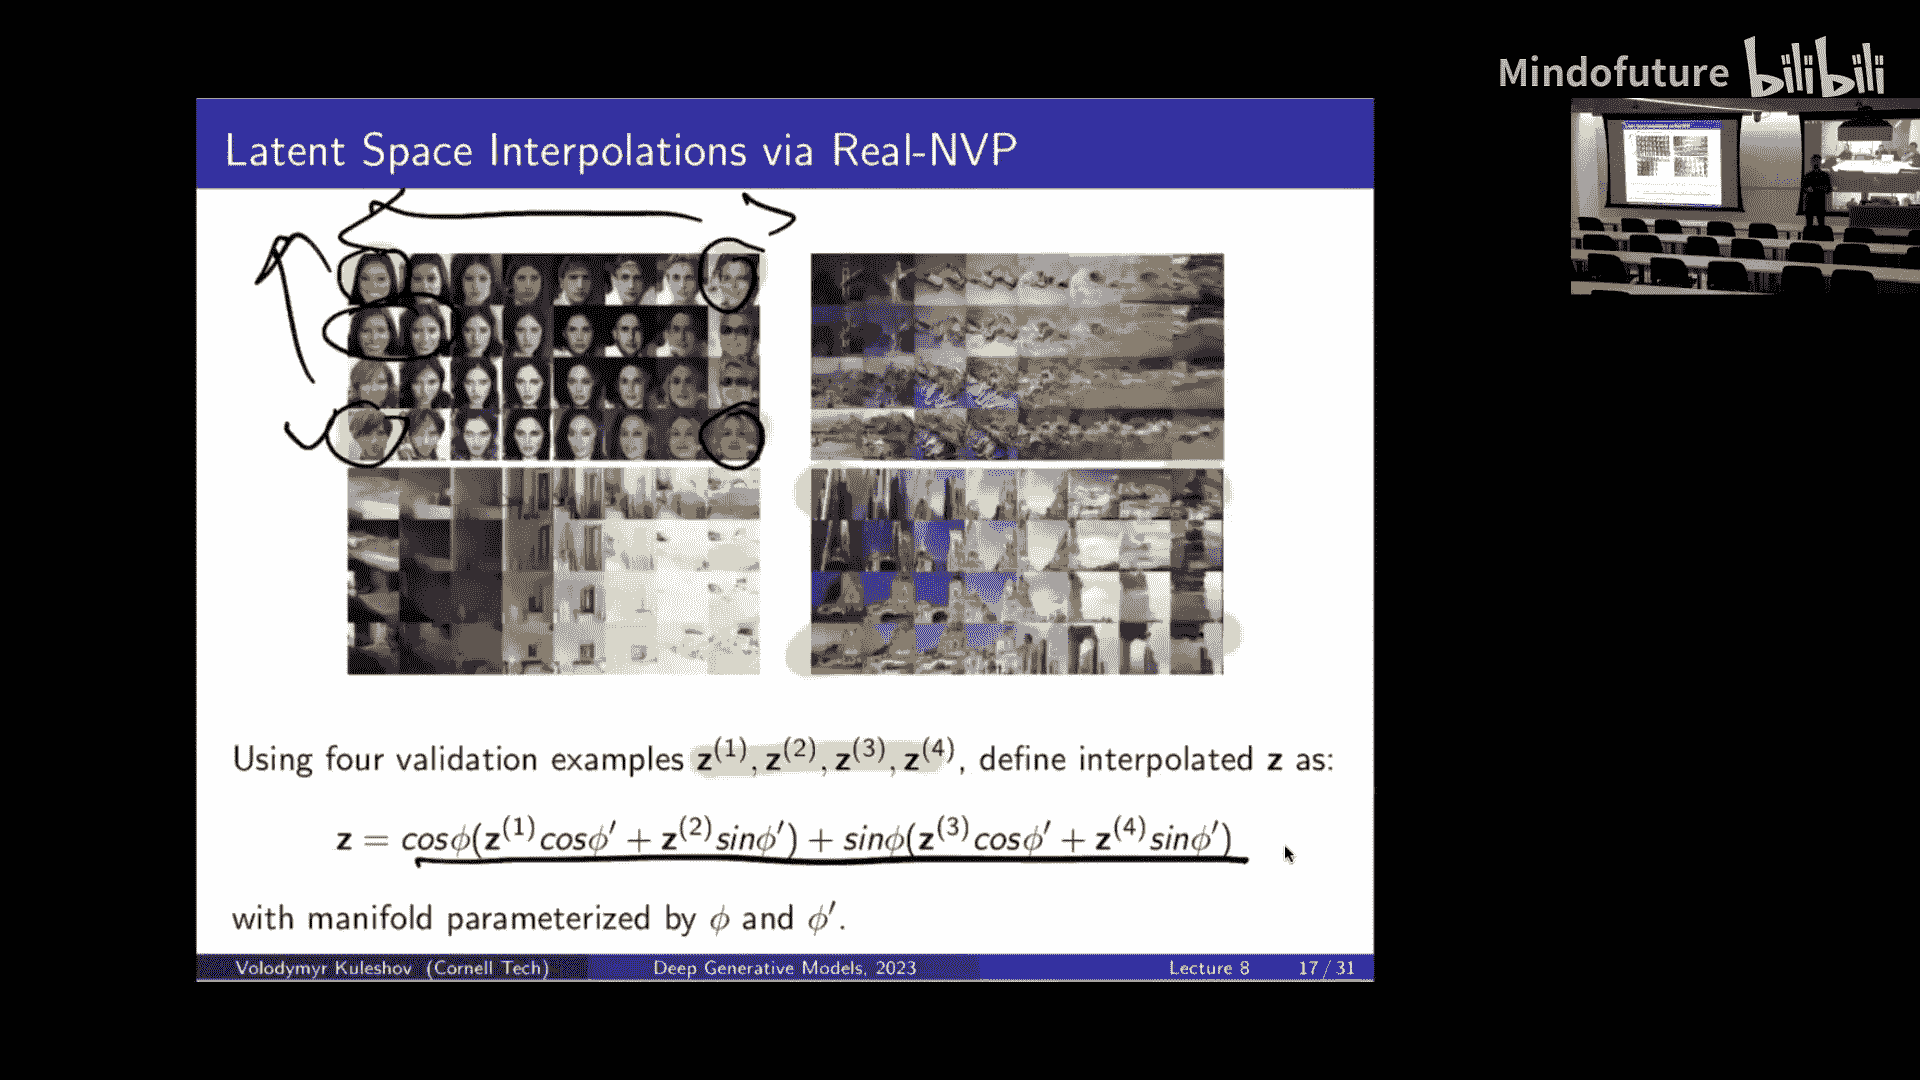 Mindofuture bilibili
Latent Space Interpolations via Real-NVP
Using four validation examples z^(1), z^(2), z^(3), z^(4), define interpolated z as:
z = cosϕ(z^(1)cosϕ′ + z^(2)sinϕ′) + sinϕ(z^(3)cosϕ′ + z^(4)sinϕ′)
with manifold parameterized by ϕ and ϕ′.
Volodymyr Kuleshov (Cornell Tech) Deep Generative Models, 2023 Lecture 8 17 / 31